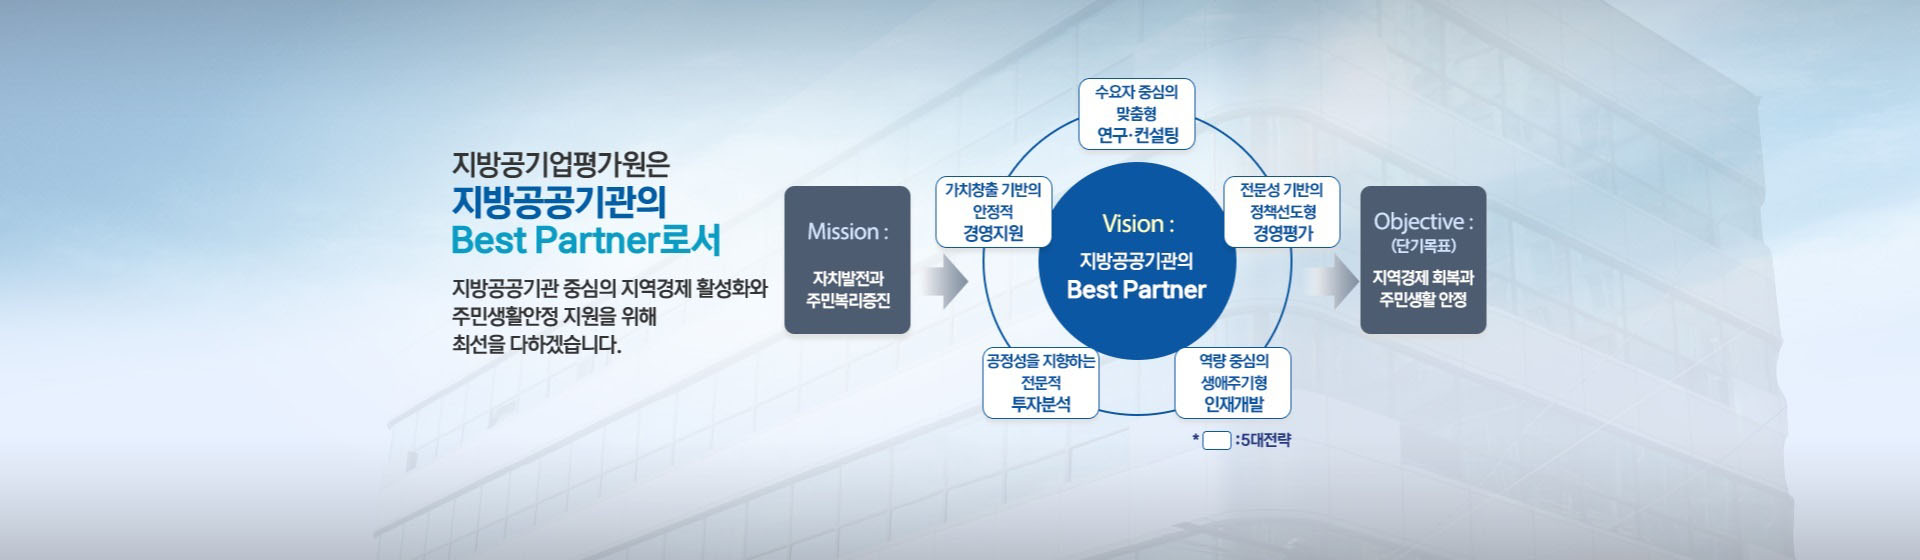 지방공기업평가원은
지방공공기관의
Best Partner로서
지방공공기관 중심의 지역경제 활성화와
주민생활안정 지원을 위해
최선을 다하겠습니다.
Mission :
자치발전과
주민복리증진
수요자 중심의
맞춤형
연구·컨설팅
가치창출 기반의
안정적
경영지원
전문성 기반의
정책선도형
경영평가
Vision :
지방공공기관의
Best Partner
공정성을 지향하는
전문적
투자분석
역량 중심의
생애주기형
인재개발
* :5대전략
Objective :
(단기목표)
지역경제 회복과
주민생활 안정